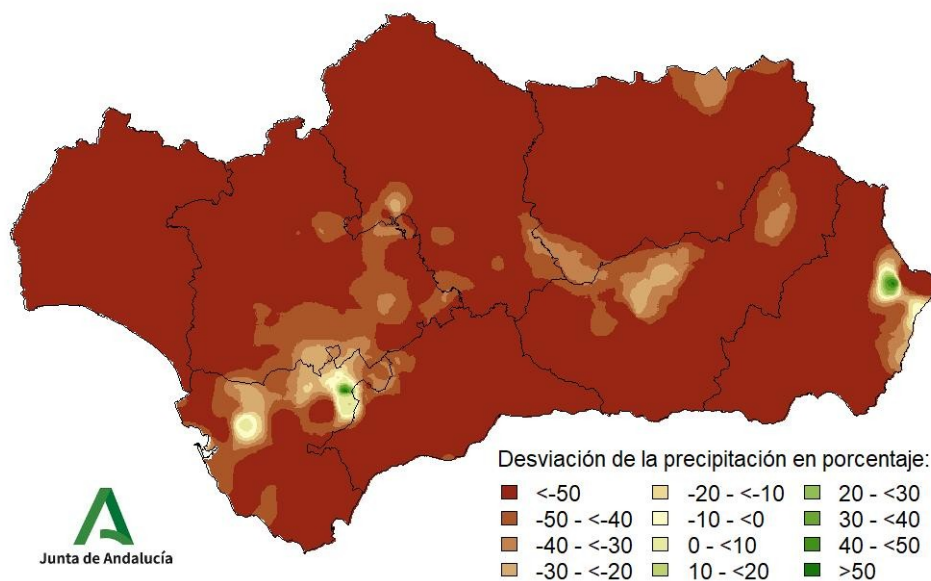 Desviación de la precipitación en porcentaje:
<-50
-20 - <-10
20 - <30
-50 - <-40
-10 - <0
30 - <40
-40 - <-30
0 - <10
40 - <50
-30 - <-20
10 - <20
>50
Junta de Andalucía